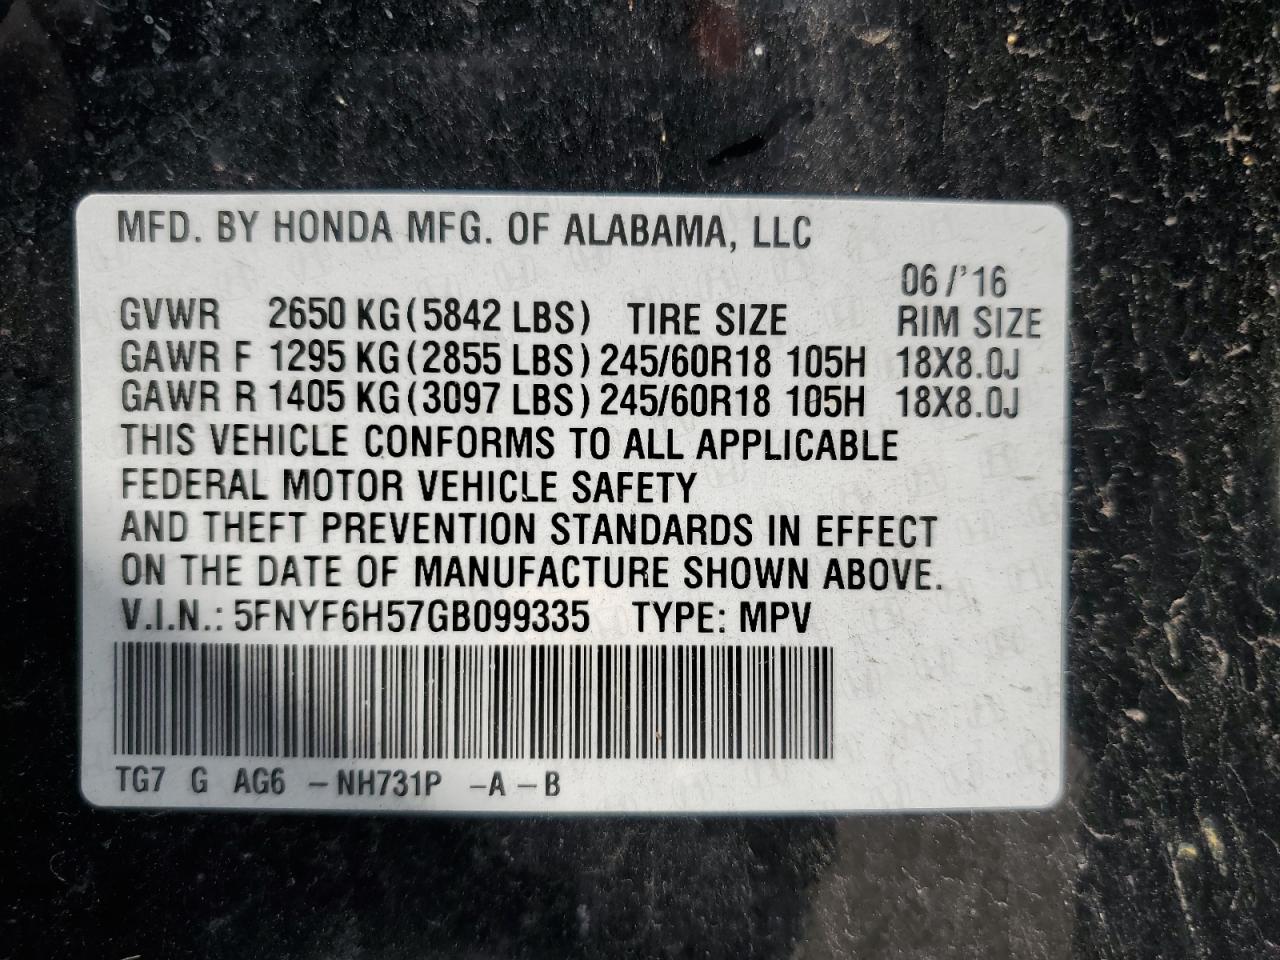 MFD. BY HONDA MFG. OF ALABAMA, LLC
06/'16
GVWR 2650 KG (5842 LBS) TIRE SIZE RIM SIZE
GAWR F 1295 KG (2855 LBS) 245/60R18 105H 18X8.0J
GAWR R 1405 KG (3097 LBS) 245/60R18 105H 18X8.0J
THIS VEHICLE CONFORMS TO ALL APPLICABLE
FEDERAL MOTOR VEHICLE SAFETY
AND THEFT PREVENTION STANDARDS IN EFFECT
ON THE DATE OF MANUFACTURE SHOWN ABOVE.
V.I.N.: 5FNYF6H57GB099335 TYPE: MPV
TG7 G AG6 -NH731P -A-B